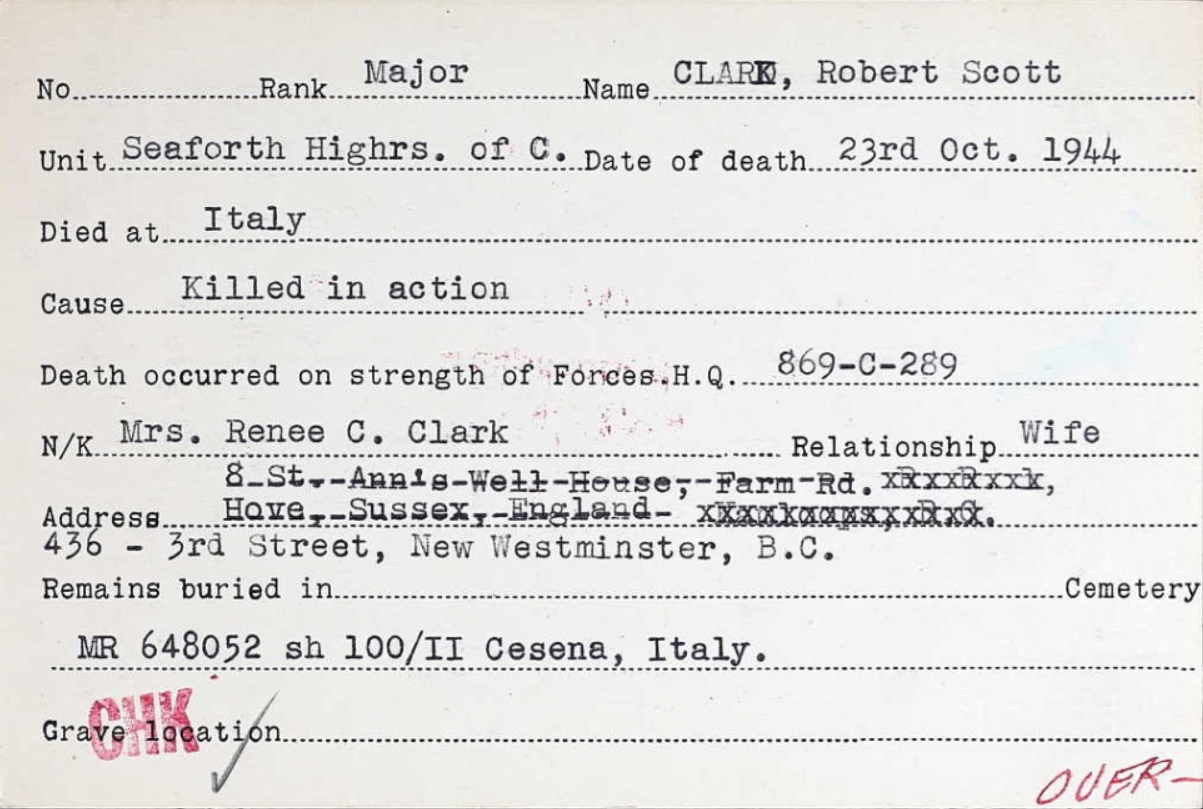 No. Rank Major Name CLARK, Robert Scott
Unit Seaforth Highrs. of C. Date of death 23rd Oct. 1944
Died at Italy
Cause Killed in action
Death occurred on strength of Forces.H.Q. 869-C-289
N/K Mrs. Renee C. Clark Relationship Wife
8 St. Ann's Well House, Farm Rd.
Address Hove, Sussex, England
436 - 3rd Street, New Westminster, B.C.
Remains buried in Cemetery
MR 648052 sh 100/II Cesena, Italy.
CHK
Grave location
OVER-